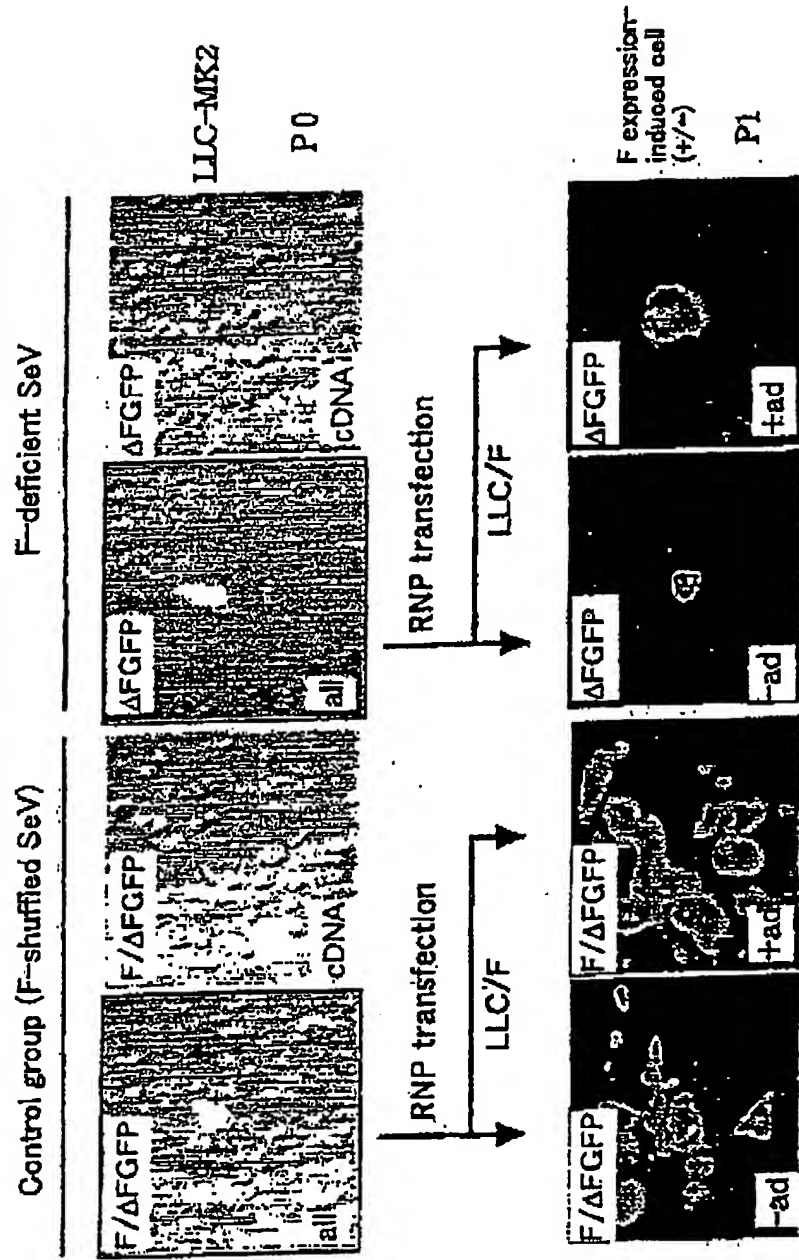 Control group (F-shuffled SeV)
F-deficient SeV
F/ΔFGFP
all
F/ΔFGFP
cDNA
ΔFGFP
all
ΔFGFP
cDNA
LLC-MK2
P0
RNP transfection
LLC/F
RNP transfection
LLC/F
F/ΔFGFP
-ad
F/ΔFGFP
+ad
ΔFGFP
-ad
ΔFGFP
+ad
F expression-
induced cell
(+/-)
P1